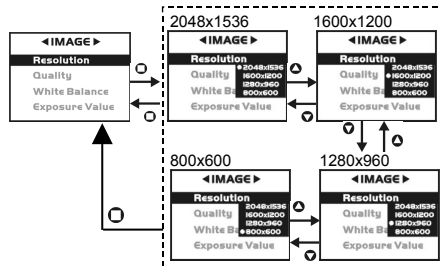 2048x1536
1600x1200
◄IMAGE►
Resolution
Quality
White Balance
Exposure Value
◄IMAGE►
Resolution
2048x1536
Quality
1600x1200
1280x960
White Ba
800x600
Exposure Value
◄IMAGE►
Resolution
2048x1536
Quality
1600x1200
1280x960
White Ba
800x600
Exposure Value
800x600
1280x960
◄IMAGE►
Resolution
2048x1536
Quality
1600x1200
1280x960
White Ba
800x600
Exposure Value
◄IMAGE►
Resolution
2048x1536
Quality
1600x1200
1280x960
White Ba
800x600
Exposure Value